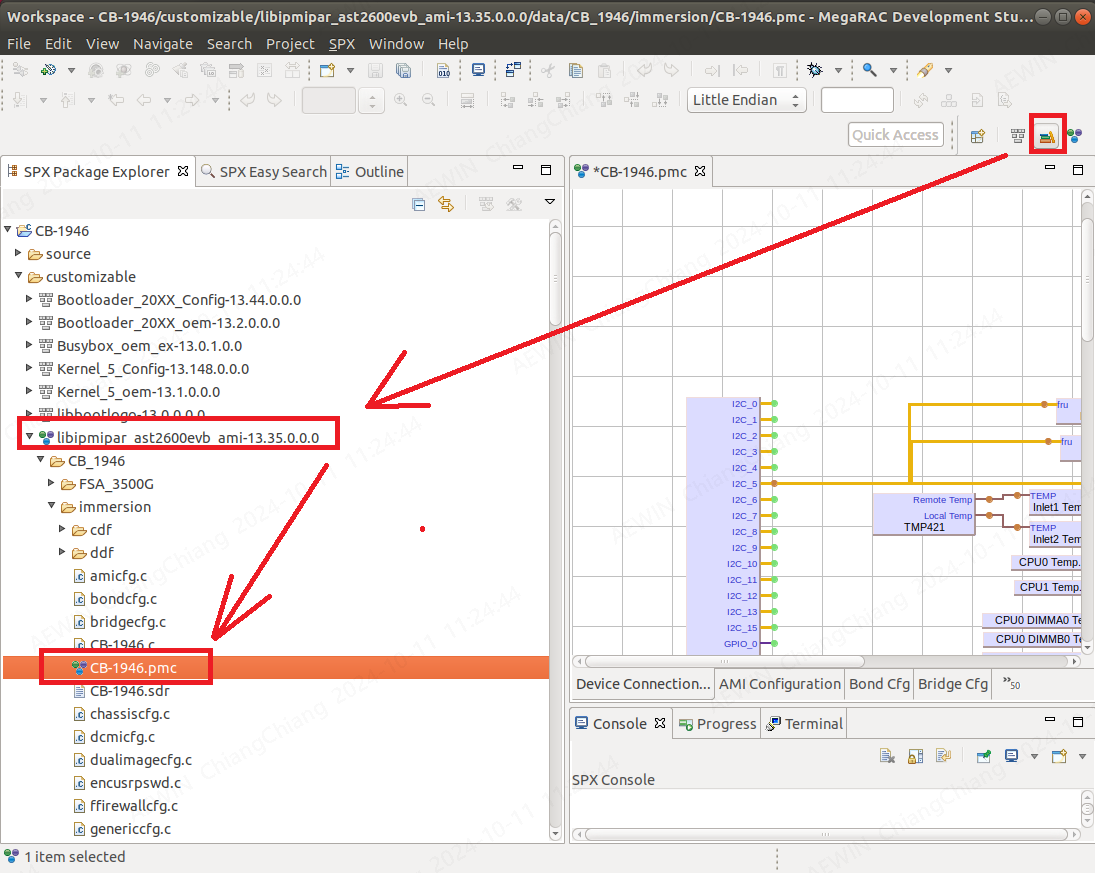 Workspace - CB-1946/customizable/libipmipar_ast2600evb_ami-13.35.0.0.0/data/CB_1946/immersion/CB-1946.pmc - MegaRAC Development Stu...
File Edit View Navigate Search Project SPX Window Help
010
Little Endian
Quick Access
SPX Package Explorer SPX Easy Search Outline
CB-1946
source
customizable
Bootloader_20XX_Config-13.44.0.0.0
Bootloader_20XX_oem-13.2.0.0.0
Busybox_oem_ex-13.0.1.0.0
Kernel_5_Config-13.148.0.0.0
Kernel_5_oem-13.1.0.0.0
libbootlogo-13.0.0.0.0
libipmipar_ast2600evb_ami-13.35.0.0.0
CB_1946
FSA_3500G
immersion
cdf
ddf
amicfg.c
bondcfg.c
bridgecfg.c
CB-1946.c
CB-1946.pmc
CB-1946.sdr
chassiscfg.c
dcmicfg.c
dualimagecfg.c
encusrpswd.c
ffirewallcfg.c
genericcfg.c
1 item selected
*CB-1946.pmc
I2C_0
I2C_1
I2C_2
I2C_3
I2C_4
I2C_5
I2C_6
I2C_7
I2C_8
I2C_9
I2C_10
I2C_11
I2C_12
I2C_13
I2C_15
GPIO_0
fru
fru
Remote Temp
Local Temp
TMP421
TEMP
Inlet1 Tem
TEMP
Inlet2 Tem
CPU0 Temp.
CPU1 Temp.
CPU0 DIMMA0 Te
CPU0 DIMMB0 Te
Device Connection... AMI Configuration Bond Cfg Bridge Cfg »50
Console Progress Terminal
SPX Console
AEWIN_ChiangChiang 2024-10-11 11:24:44